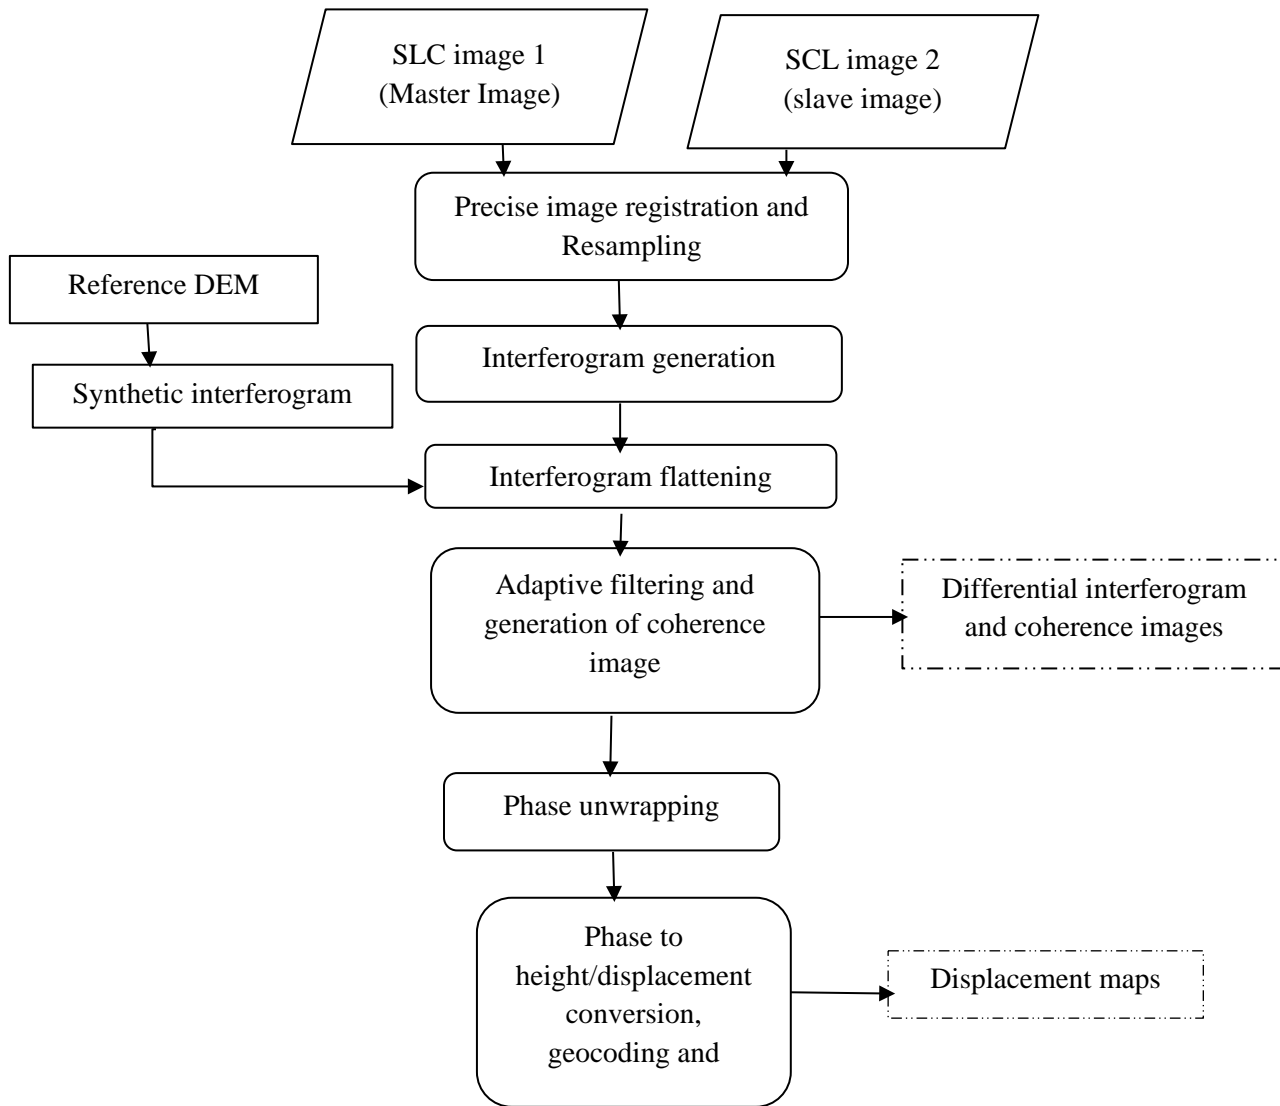 SLC image 1
(Master Image)
SCL image 2
(slave image)
Precise image registration and
Resampling
Reference DEM
Interferogram generation
Synthetic interferogram
Interferogram flattening
Adaptive filtering and
generation of coherence
image
Differential interferogram
and coherence images
Phase unwrapping
Phase to
height/displacement
conversion,
geocoding and
Displacement maps